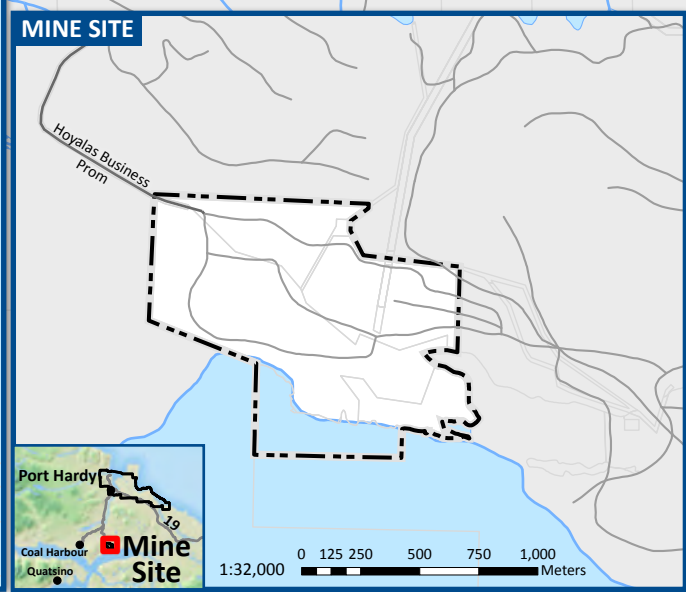 MINE SITE
Hoyalas Business
Prom
Port Hardy
19
Coal Harbour
Mine
Site
Quatsino
1:32,000
0 125 250 500 750 1,000
Meters